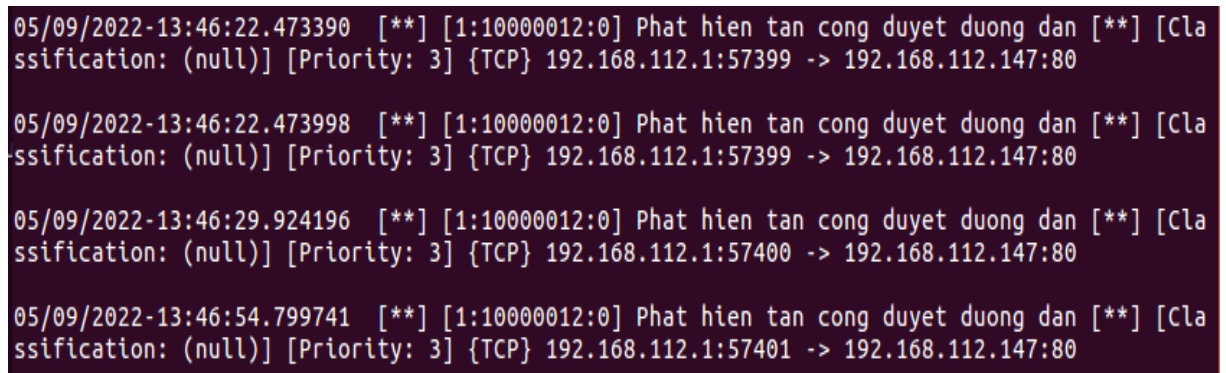 05/09/2022-13:46:22.473390  [**] [1:10000012:0] Phat hien tan cong duyet duong dan [**] [Cla
ssification: (null)] [Priority: 3] {TCP} 192.168.112.1:57399 -> 192.168.112.147:80
05/09/2022-13:46:22.473998  [**] [1:10000012:0] Phat hien tan cong duyet duong dan [**] [Cla
ssification: (null)] [Priority: 3] {TCP} 192.168.112.1:57399 -> 192.168.112.147:80
05/09/2022-13:46:29.924196  [**] [1:10000012:0] Phat hien tan cong duyet duong dan [**] [Cla
ssification: (null)] [Priority: 3] {TCP} 192.168.112.1:57400 -> 192.168.112.147:80
05/09/2022-13:46:54.799741  [**] [1:10000012:0] Phat hien tan cong duyet duong dan [**] [Cla
ssification: (null)] [Priority: 3] {TCP} 192.168.112.1:57401 -> 192.168.112.147:80